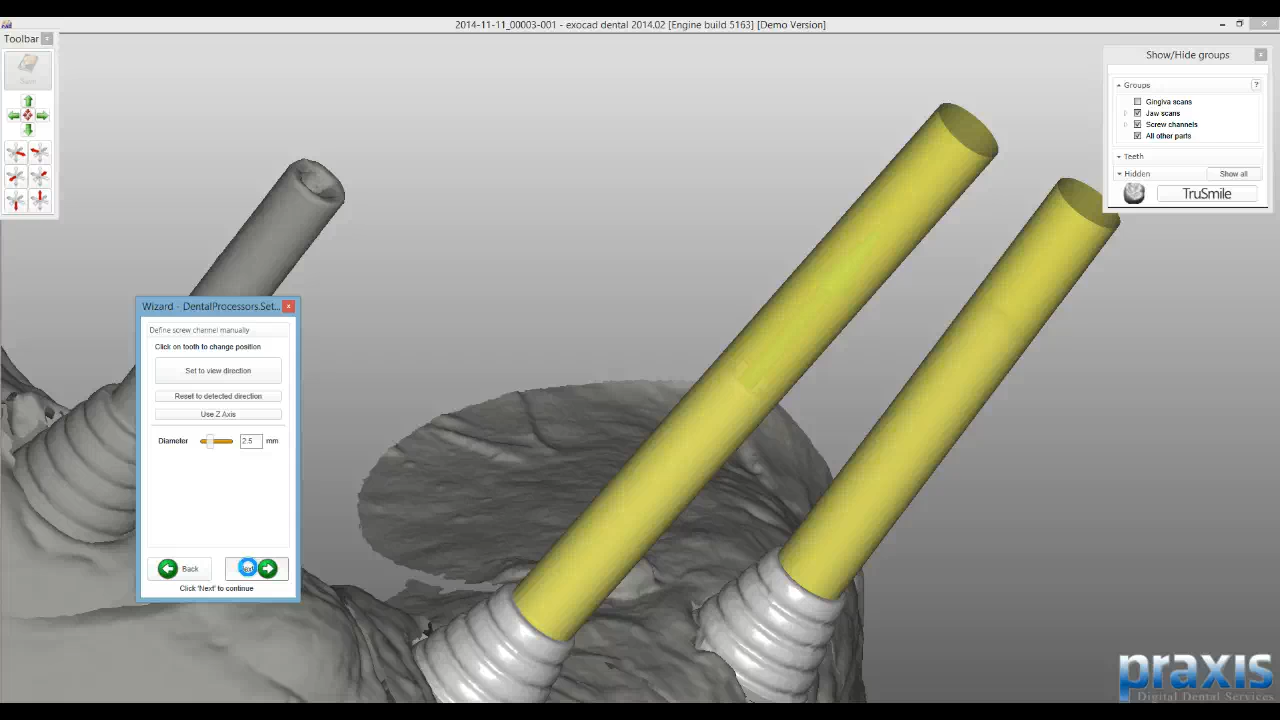 2014-11-11_00003-001 - exocad dental 2014.02 [Engine build 5163] [Demo Version]
Toolbar
Show/Hide groups
Groups
?
Gingiva scans
Jaw scans
Screw channels
All other parts
Teeth
Hidden
Show all
TruSmile
Wizard - DentalProcessors.Set...
Define screw channel manually
Click on tooth to change position
Set to view direction
Reset to detected direction
Use Z Axis
Diameter 2.5 mm
Back
Click 'Next' to continue
praxis
Digital Dental Services